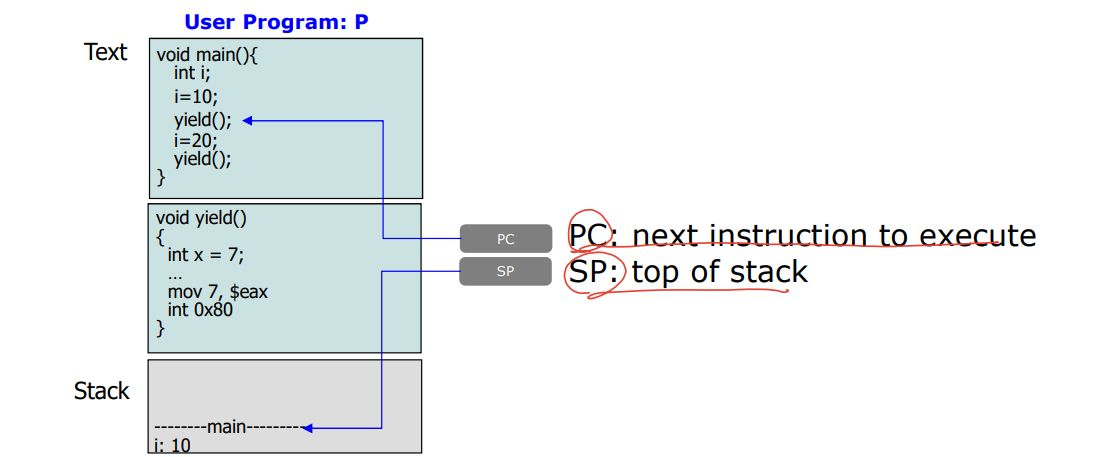 User Program: P
Text
void main(){
int i;
i=10;
yield();
i=20;
yield();
}
void yield()
{
int x = 7;
...
mov 7, $eax
int 0x80
}
PC
PC: next instruction to execute
SP
SP: top of stack
Stack
--------main---------
i: 10